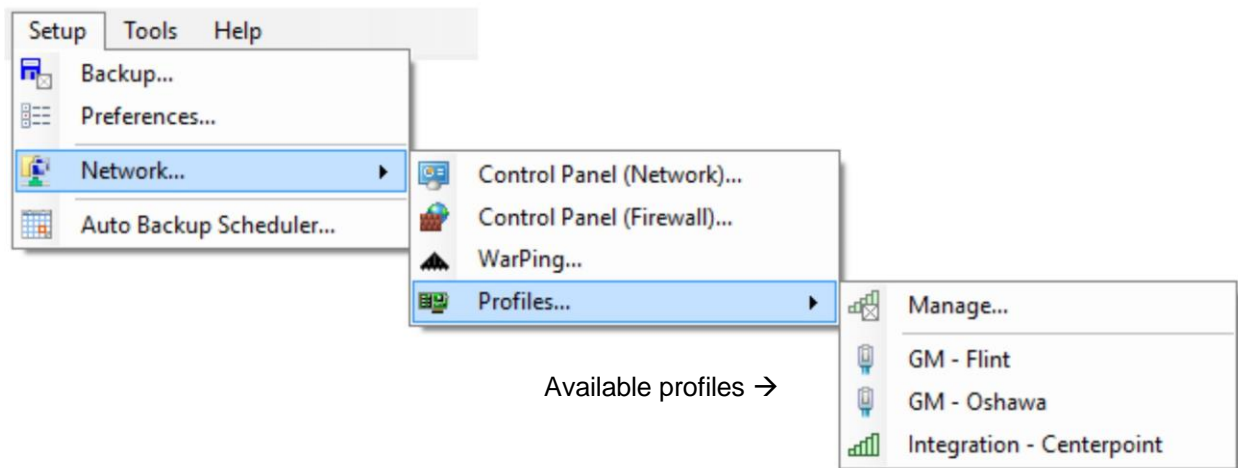 Setup Tools Help
Backup...
Preferences...
Network...
Auto Backup Scheduler...
Control Panel (Network)...
Control Panel (Firewall)...
WarPing...
Profiles...
Manage...
GM - Flint
Available profiles →
GM - Oshawa
Integration - Centerpoint